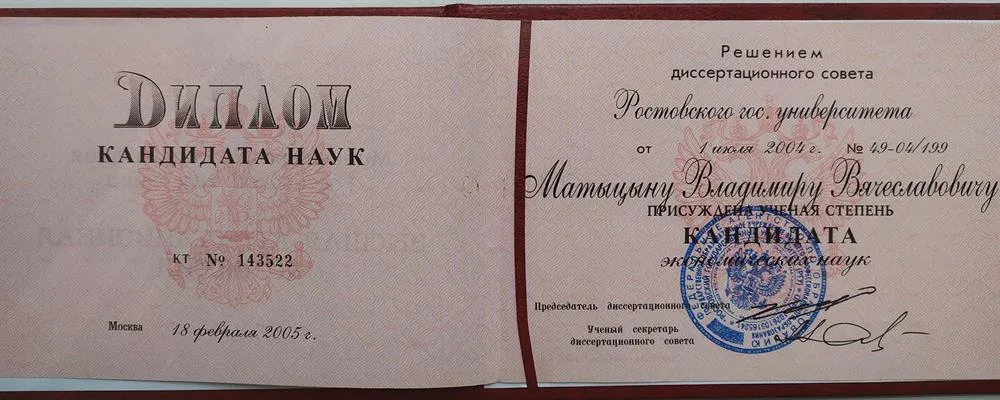 ДИПЛОМ
КАНДИДАТА НАУК
КТ № 143522
Москва 18 февраля 2005 г.
Решением
диссертационного совета
Ростовского гос. университета
от 1 июля 2004 г. № 49-04/199
Матыцыну Владимиру Вячеславовичу
ПРИСУЖДЕНА УЧЕНАЯ СТЕПЕНЬ
КАНДИДАТА
экономических наук
Председатель диссертационного совета
Ученый секретарь
диссертационного совета